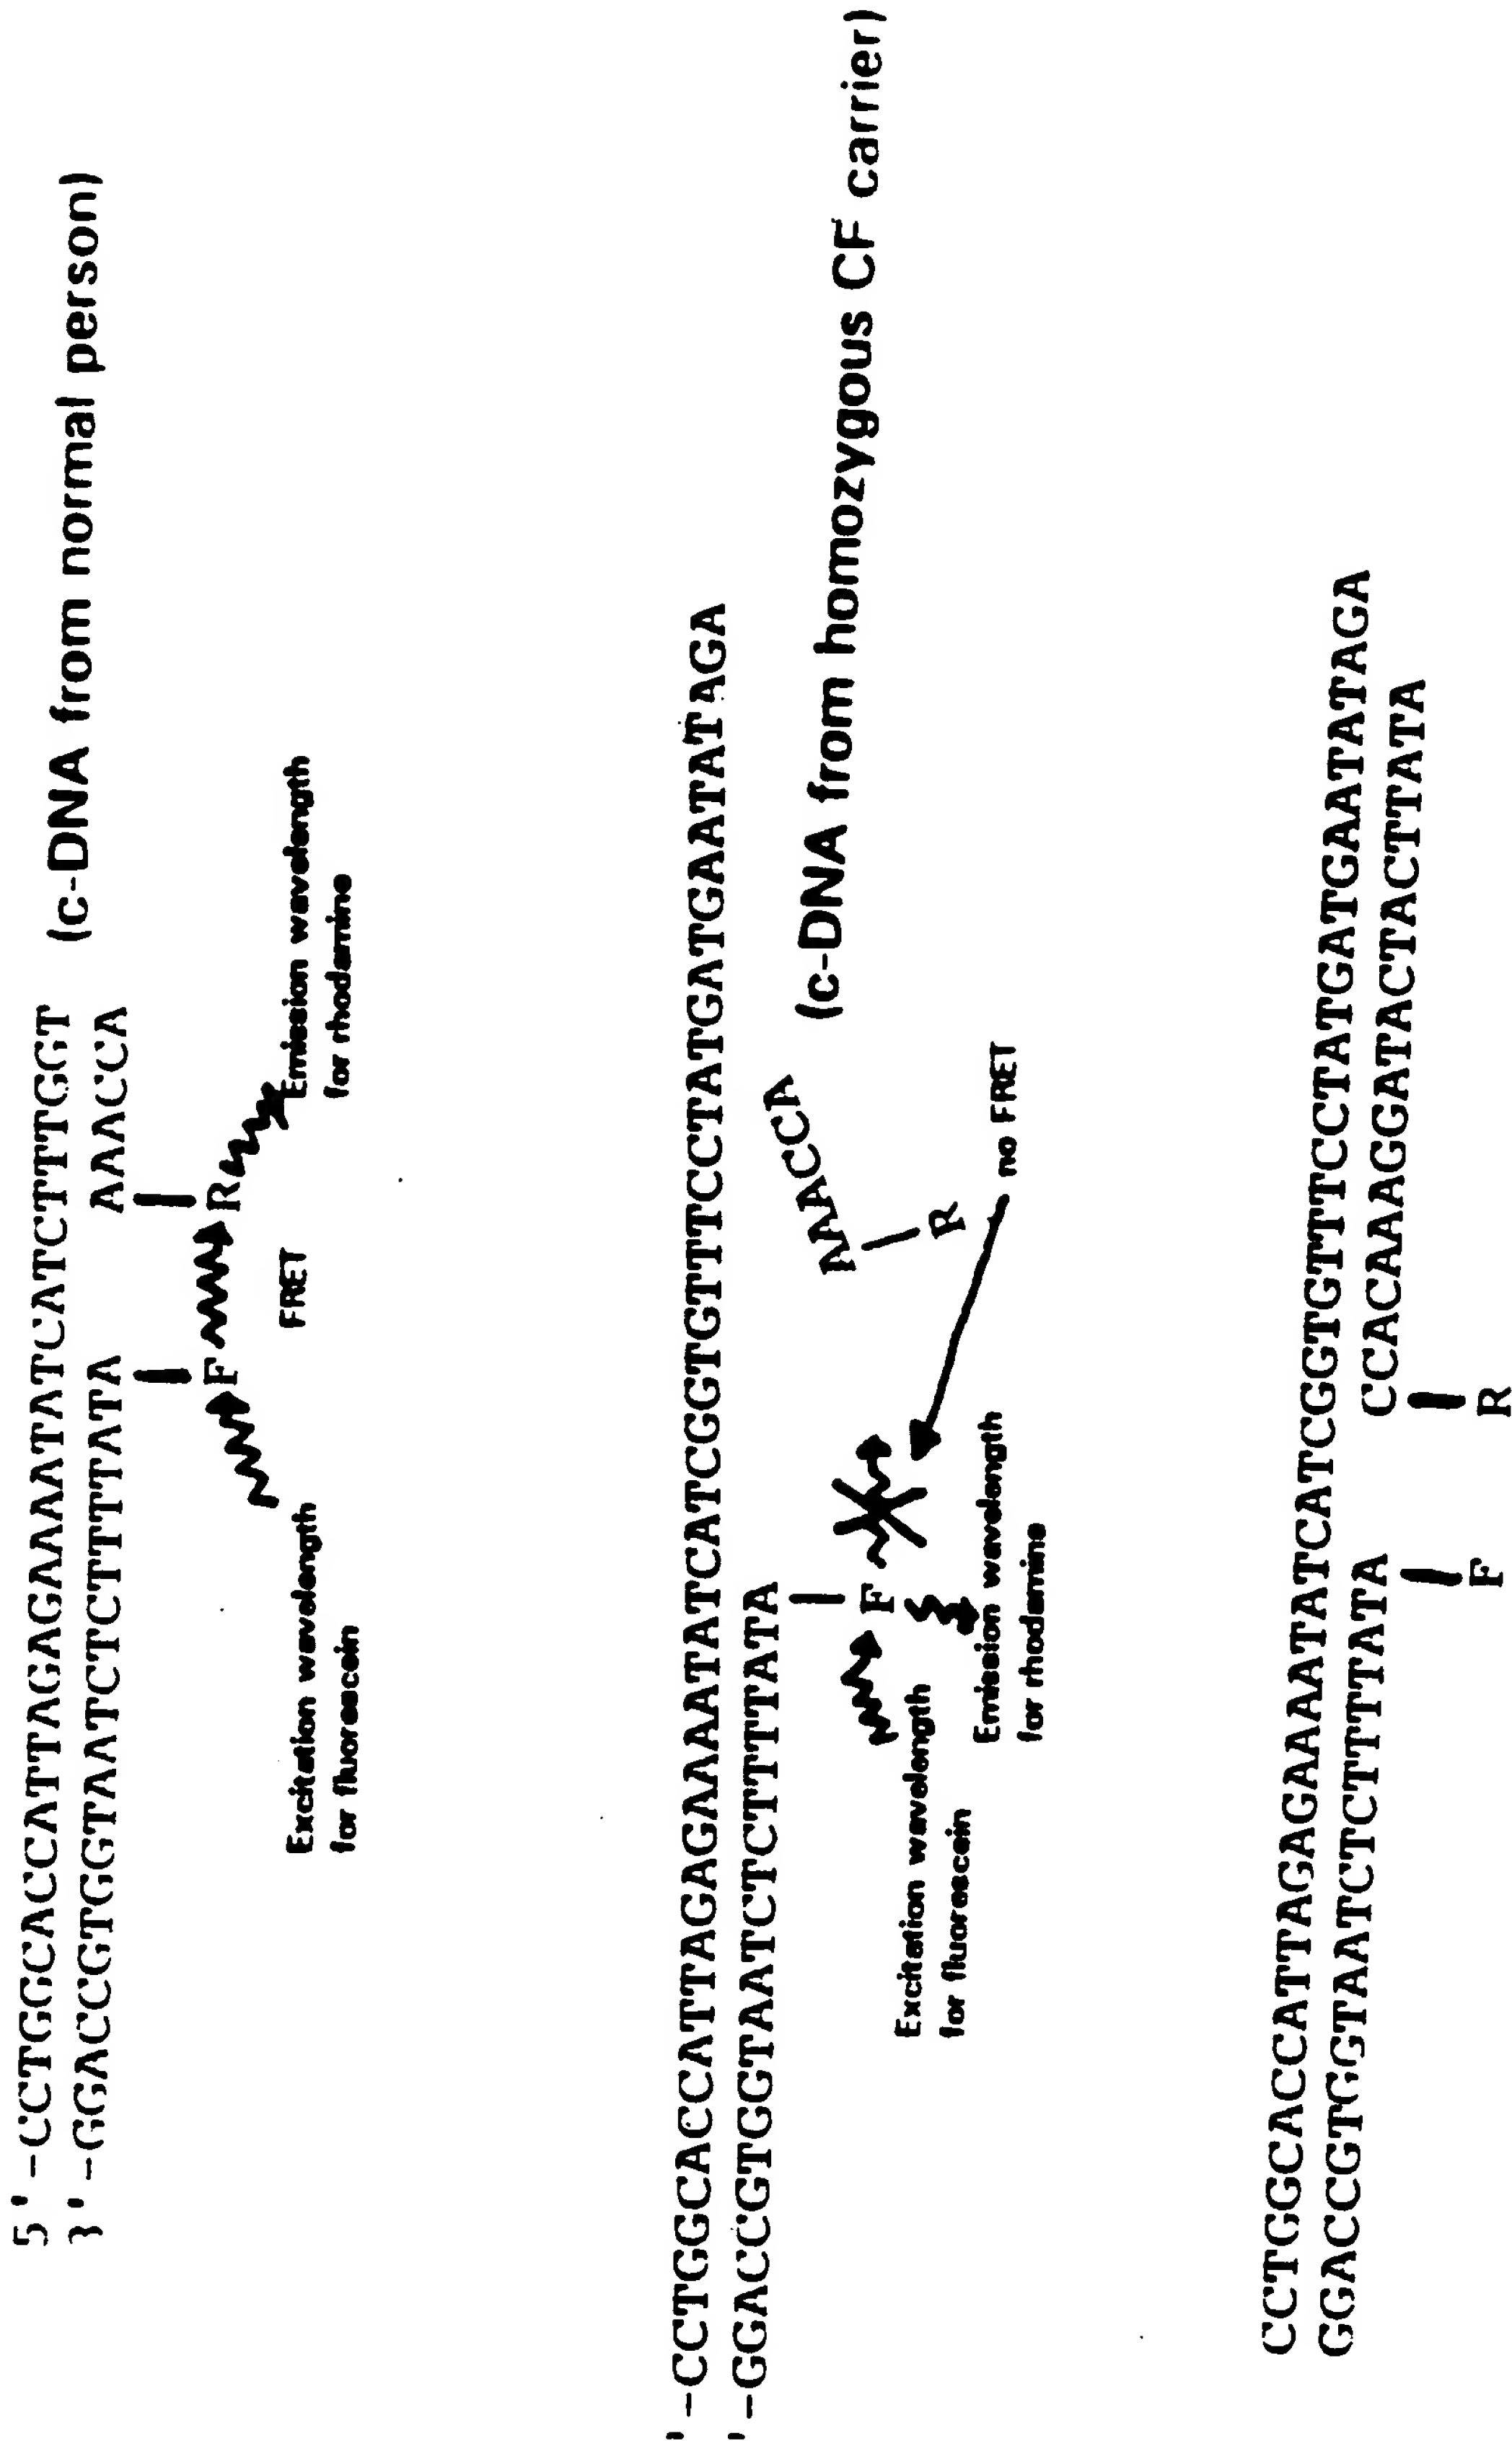 5'-CCTGGCACCATTAGAGAAAATATCATCTTTGGT (c-DNA from normal person)
3'-GGACCGTGGTAATCTCTTTTATA AAACCA
F R
FRET
Excitation wavelength
for fluorescein
Emission wavelength
for rhodamine
'-CCTGGCACCATTAGAGAAAATATCATCGGTGTTTCCTATGATGAATATAGA
'-GGACCGTGGTAATCTCTTTTATA
AAACCA
(c-DNA from homozygous CF carrier)
F R
no FRET
Excitation wavelength
for fluorescein
Emission wavelength
for rhodamine
CCTGGCACCATTAGAGAAAATATCATCGGTGTTTCCTATGATGAATATAGA
GGACCGTGGTAATCTCTTTTATA CCACAAAGGATACTACTTATA
F R